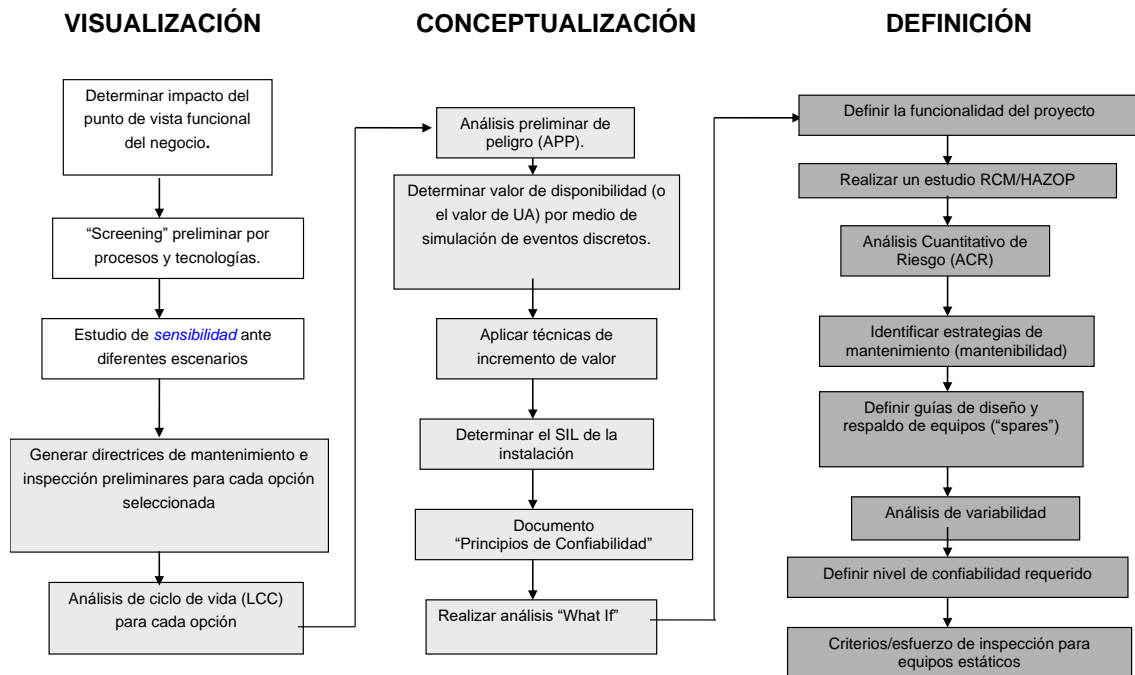 VISUALIZACIÓN
Determinar impacto del
punto de vista funcional
del negocio.
“Screening” preliminar por
procesos y tecnologías.
Estudio de sensibilidad ante
diferentes escenarios
Generar directrices de mantenimiento e
inspección preliminares para cada opción
seleccionada
Análisis de ciclo de vida (LCC)
para cada opción
CONCEPTUALIZACIÓN
Análisis preliminar de
peligro (APP).
Determinar valor de disponibilidad (o
el valor de UA) por medio de
simulación de eventos discretos.
Aplicar técnicas de
incremento de valor
Determinar el SIL de la
instalación
Documento
“Principios de Confiabilidad”
Realizar análisis “What If”
DEFINICIÓN
Definir la funcionalidad del proyecto
Realizar un estudio RCM/HAZOP
Análisis Cuantitativo de
Riesgo (ACR)
Identificar estrategias de
mantenimiento (mantenibilidad)
Definir guías de diseño y
respaldo de equipos (“spares”)
Análisis de variabilidad
Definir nivel de confiabilidad requerido
Criterios/esfuerzo de inspección para
equipos estáticos